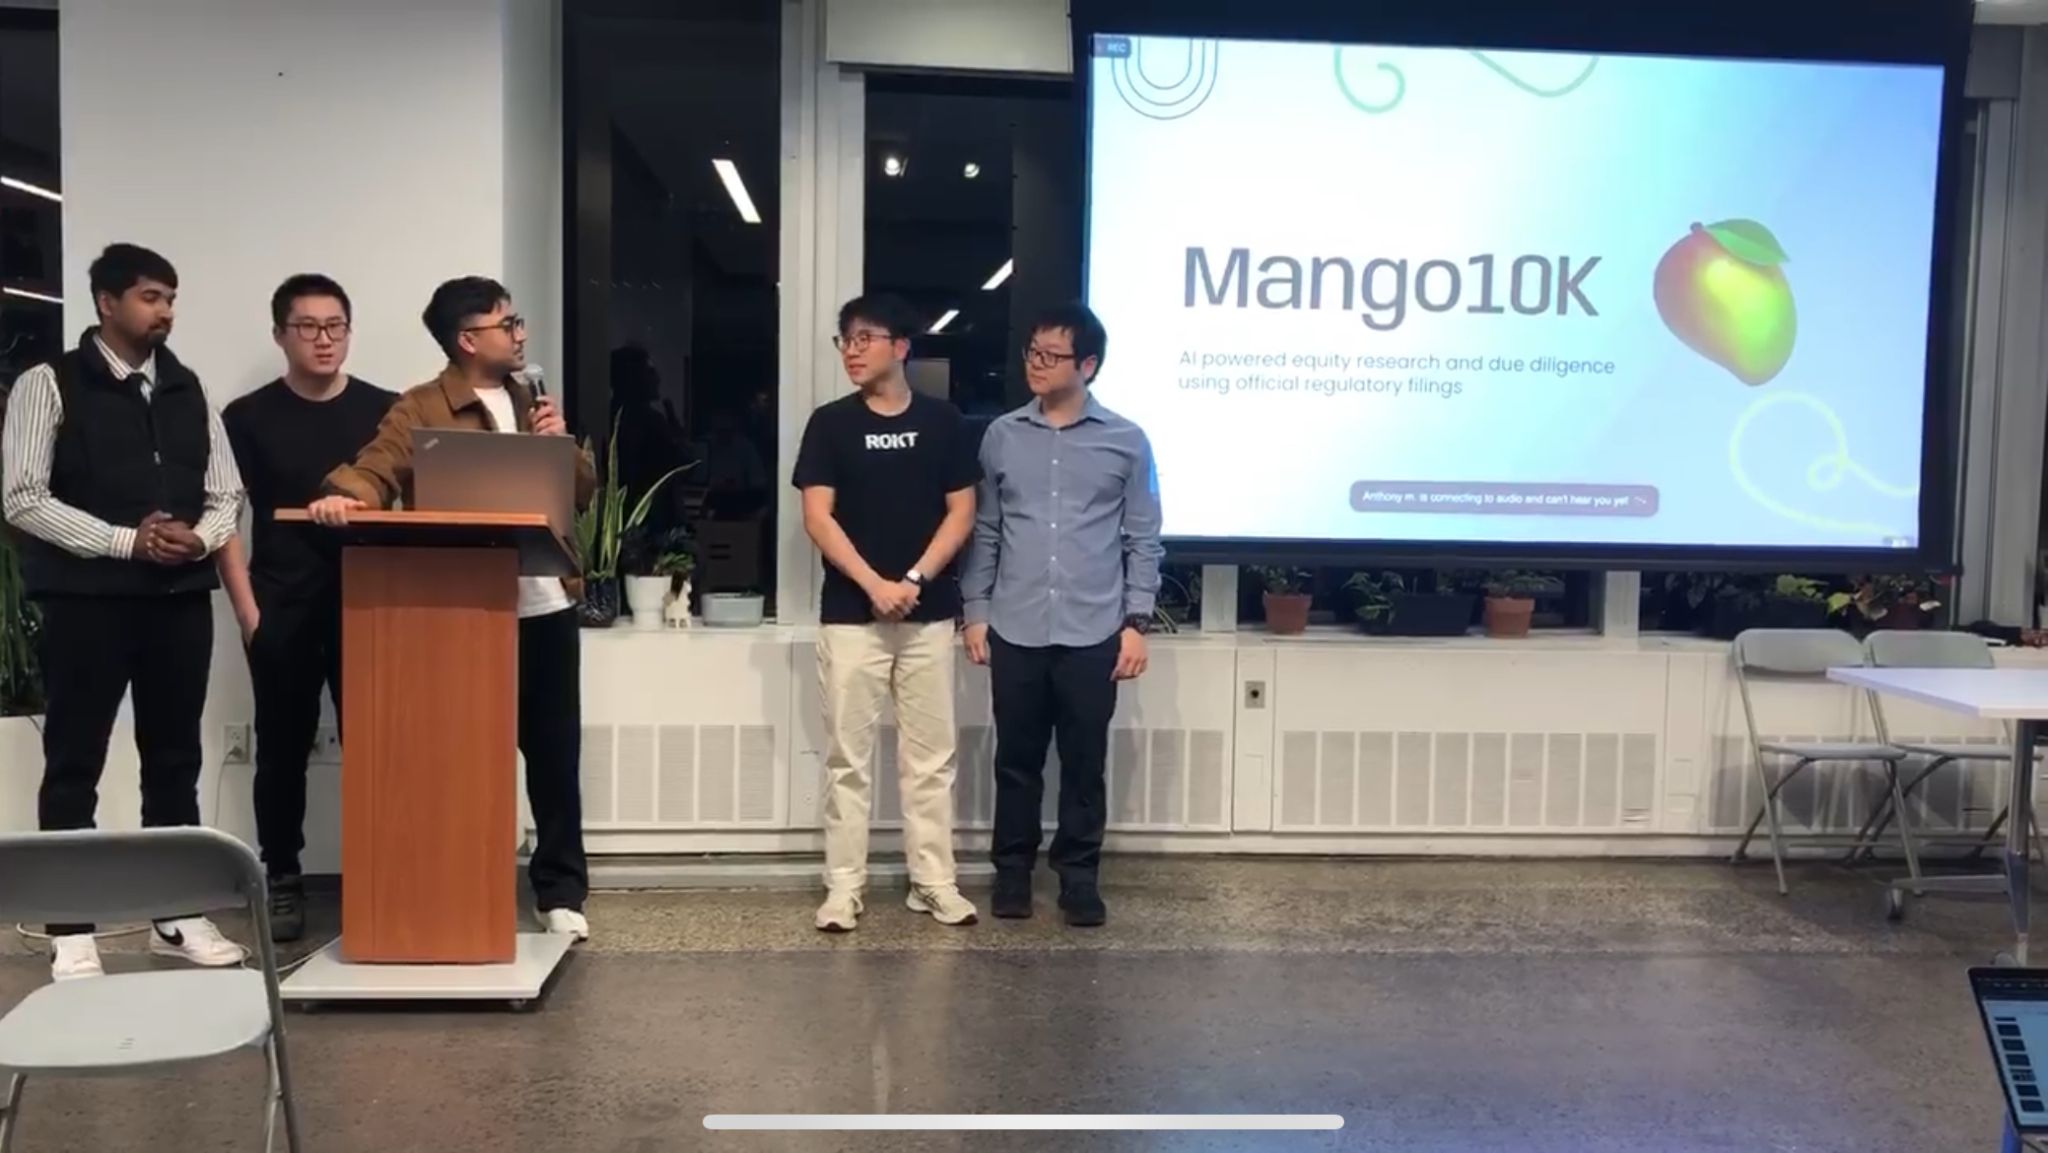 REC
Mango10K
AI powered equity research and due diligence
using official regulatory filings
Anthony m. is connecting to audio and can't hear you yet
ROKT